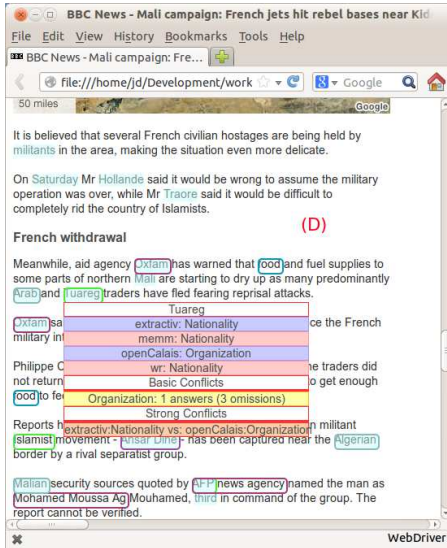 BBC News - Mali campaign: French jets hit rebel bases near Kid
File Edit View History Bookmarks Tools Help
BBC News - Mali campaign: Fre...
file:///home/jd/Development/work Google
50 miles Google
It is believed that several French civilian hostages are being held by
militants in the area, making the situation even more delicate.
On Saturday Mr Hollande said it would be wrong to assume the military
operation was over, while Mr Traore said it would be difficult to
completely rid the country of Islamists.
(D)
French withdrawal
Meanwhile, aid agency Oxfam has warned that food and fuel supplies to
some parts of northern Mali are starting to dry up as many predominantly
Arab and Tuareg traders have fled fearing reprisal attacks.
Tuareg
Oxfam sa extractiv: Nationality ce the French
military int memm: Nationality
openCalais: Organization
Philippe C wr: Nationality ne traders did
not return Basic Conflicts o get enough
food to fe Organization: 1 answers (3 omissions)
Strong Conflicts
Reports h extractiv:Nationality vs: openCalais:Organization n militant
islamist movement - Ansar Dine - has been captured near the Algerian
border by a rival separatist group.
Malian security sources quoted by AFP news agency named the man as
Mohamed Moussa Ag Mouhamed, third in command of the group. The
report cannot be verified.
WebDriver